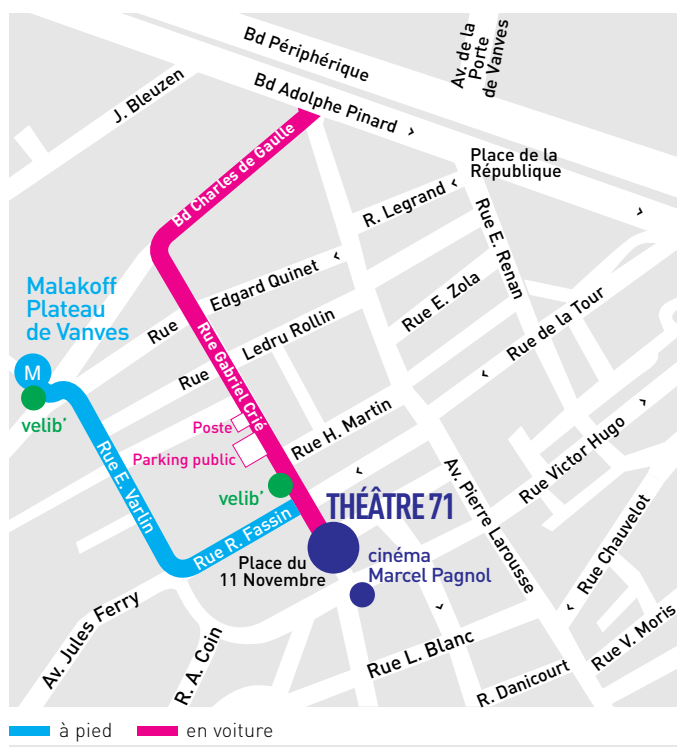 Bd Périphérique
Av. de la
Porte
de Vanves
Bd Adolphe Pinard
J. Bleuzen
Bd Charles de Gaulle
Place de la
République
R. Legrand
Rue E. Renan
Malakoff
Plateau
de Vanves
Rue Edgard Quinet
Rue E. Zola
Rue de la Tour
Rue Ledru Rollin
Rue Gabriel Crié
M
velib’
Poste
Parking public
Rue H. Martin
Rue E. Varlin
velib’
Rue R. Fassin
THÉÂTRE 71
Av. Pierre Larousse
Rue Victor Hugo
Rue Chauvelot
Place du
11 Novembre
cinéma
Marcel Pagnol
Av. Jules Ferry
R. A. Coin
Rue L. Blanc
R. Danicourt
Rue V. Moris
à pied
en voiture